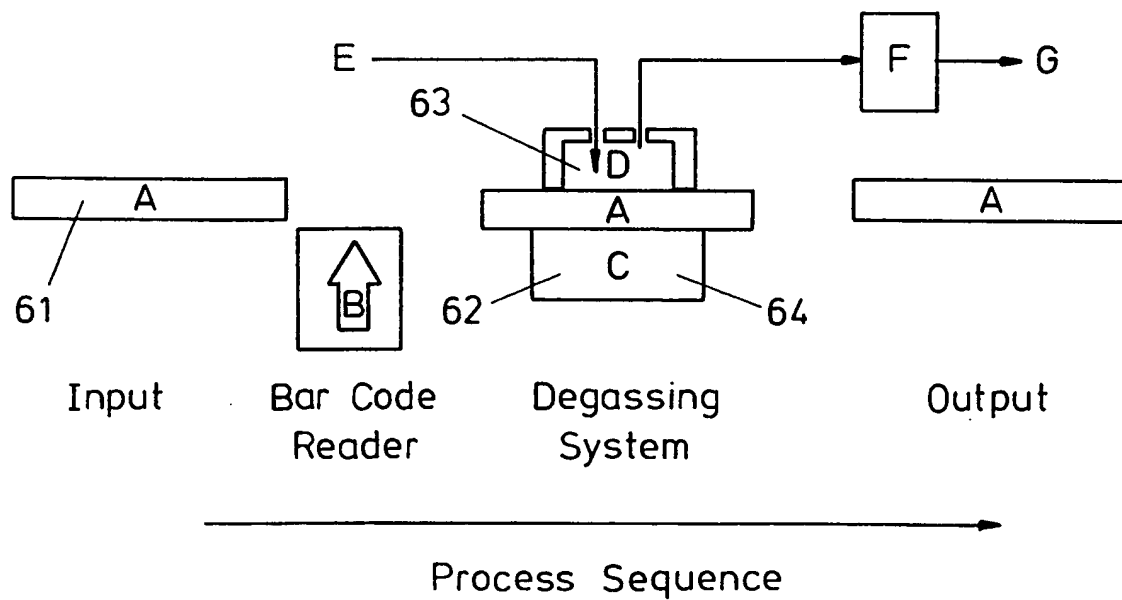 E
F
G
63
D
A
A
A
61
B
C
62
64
Input
Bar Code
Reader
Degassing
System
Output
Process Sequence